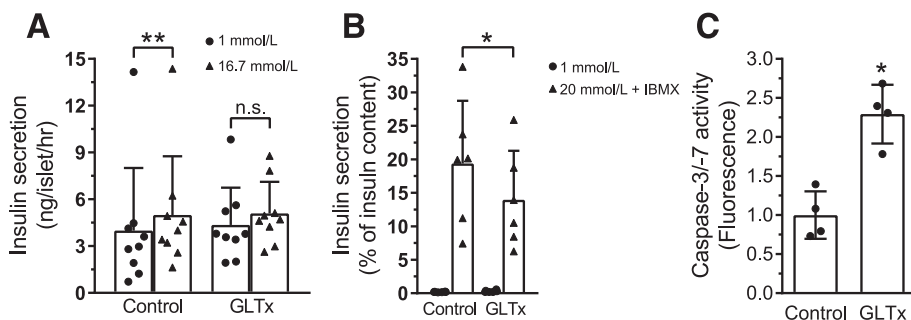 A
**
1 mmol/L
16.7 mmol/L
n.s.
Insulin secretion
(ng/islet/hr)
15
12
9
6
3
0
Control
GLTx
B
*
1 mmol/L
20 mmol/L + IBMX
Insulin secretion
(% of insuln content)
35
30
25
20
15
10
5
0
Control
GLTx
C
*
Caspase-3/-7 activity
(Fluorescence)
3.0
2.5
2.0
1.5
1.0
0.5
0.0
Control
GLTx